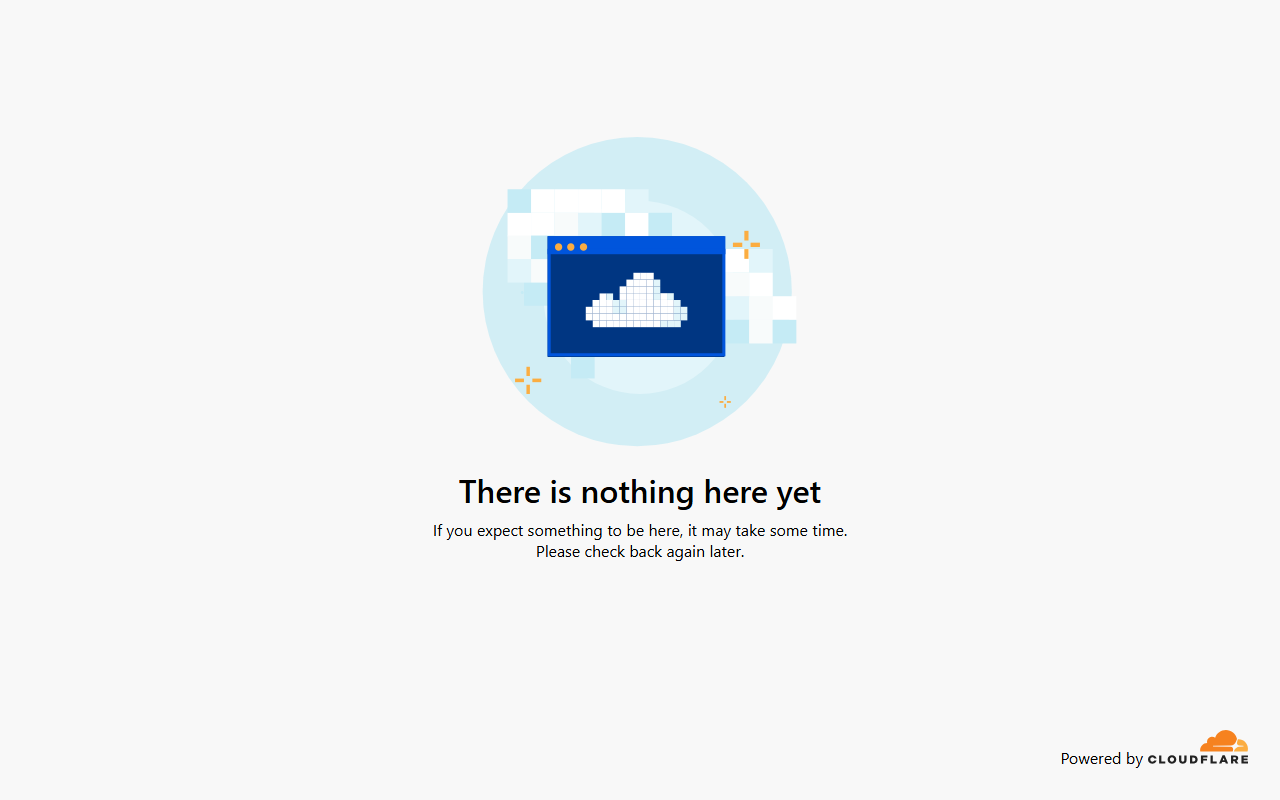 There is nothing here yet
If you expect something to be here, it may take some time.
Please check back again later.
Powered by CLOUDFLARE